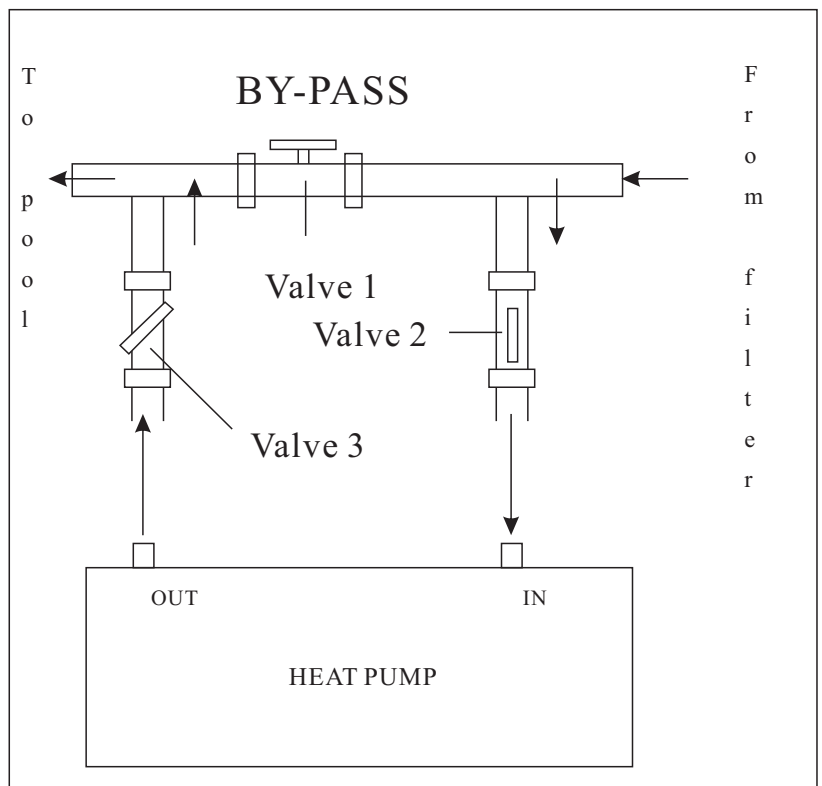 BY-PASS
To pool
From filter
Valve 1
Valve 2
Valve 3
OUT
IN
HEAT PUMP